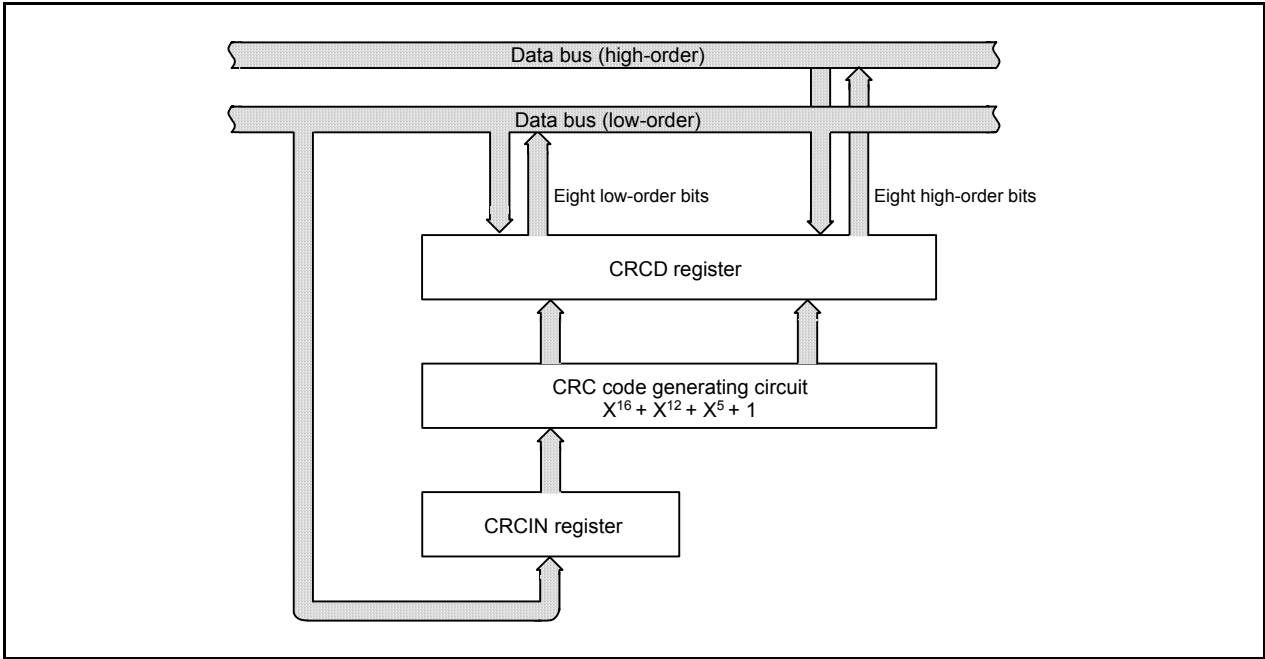 Data bus (high-order)
Data bus (low-order)
Eight low-order bits
Eight high-order bits
CRCD register
CRC code generating circuit
X¹⁶ + X¹² + X⁵ + 1
CRCIN register